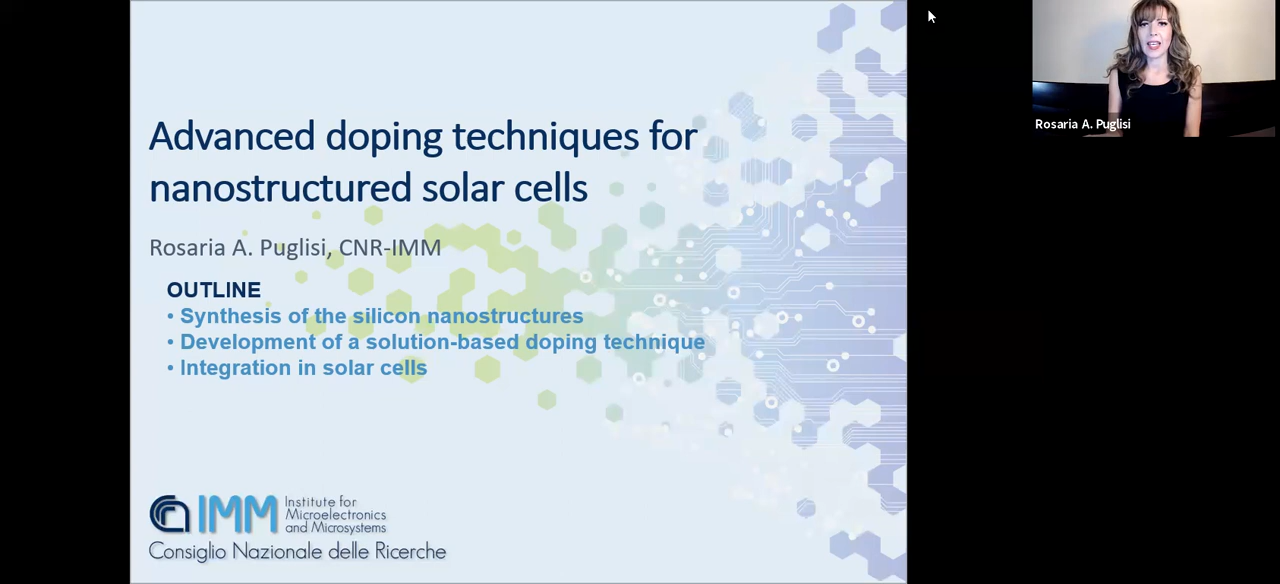 Advanced doping techniques for
nanostructured solar cells
Rosaria A. Puglisi, CNR-IMM
OUTLINE
• Synthesis of the silicon nanostructures
• Development of a solution-based doping technique
• Integration in solar cells
IMM
Institute for
Microelectronics
and Microsystems
Consiglio Nazionale delle Ricerche
Rosaria A. Puglisi